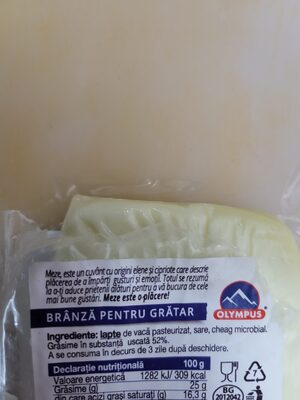 Meze, este un cuvânt cu origini elene și cipriote care descrie
plăcerea de a împărți gusturi și emoții. Totul se rezumă
la a-ți aduce prietenii alături pentru a vă bucura de cele
mai bune gustări. Meze este o plăcere!
OLYMPUS
BRÂNZĂ PENTRU GRĂTAR
Ingrediente: lapte de vacă pasteurizat, sare, cheag microbial.
Grăsime în substanță uscată 52%.
A se consuma în decurs de 3 zile după deschidere.
Declarație nutrițională 100 g
Valoare energetică 1282 kJ/ 309 kcal
Grăsime (g) 25 g
din care acizi grași saturați (g) 16,3 g
7
BG
2012042